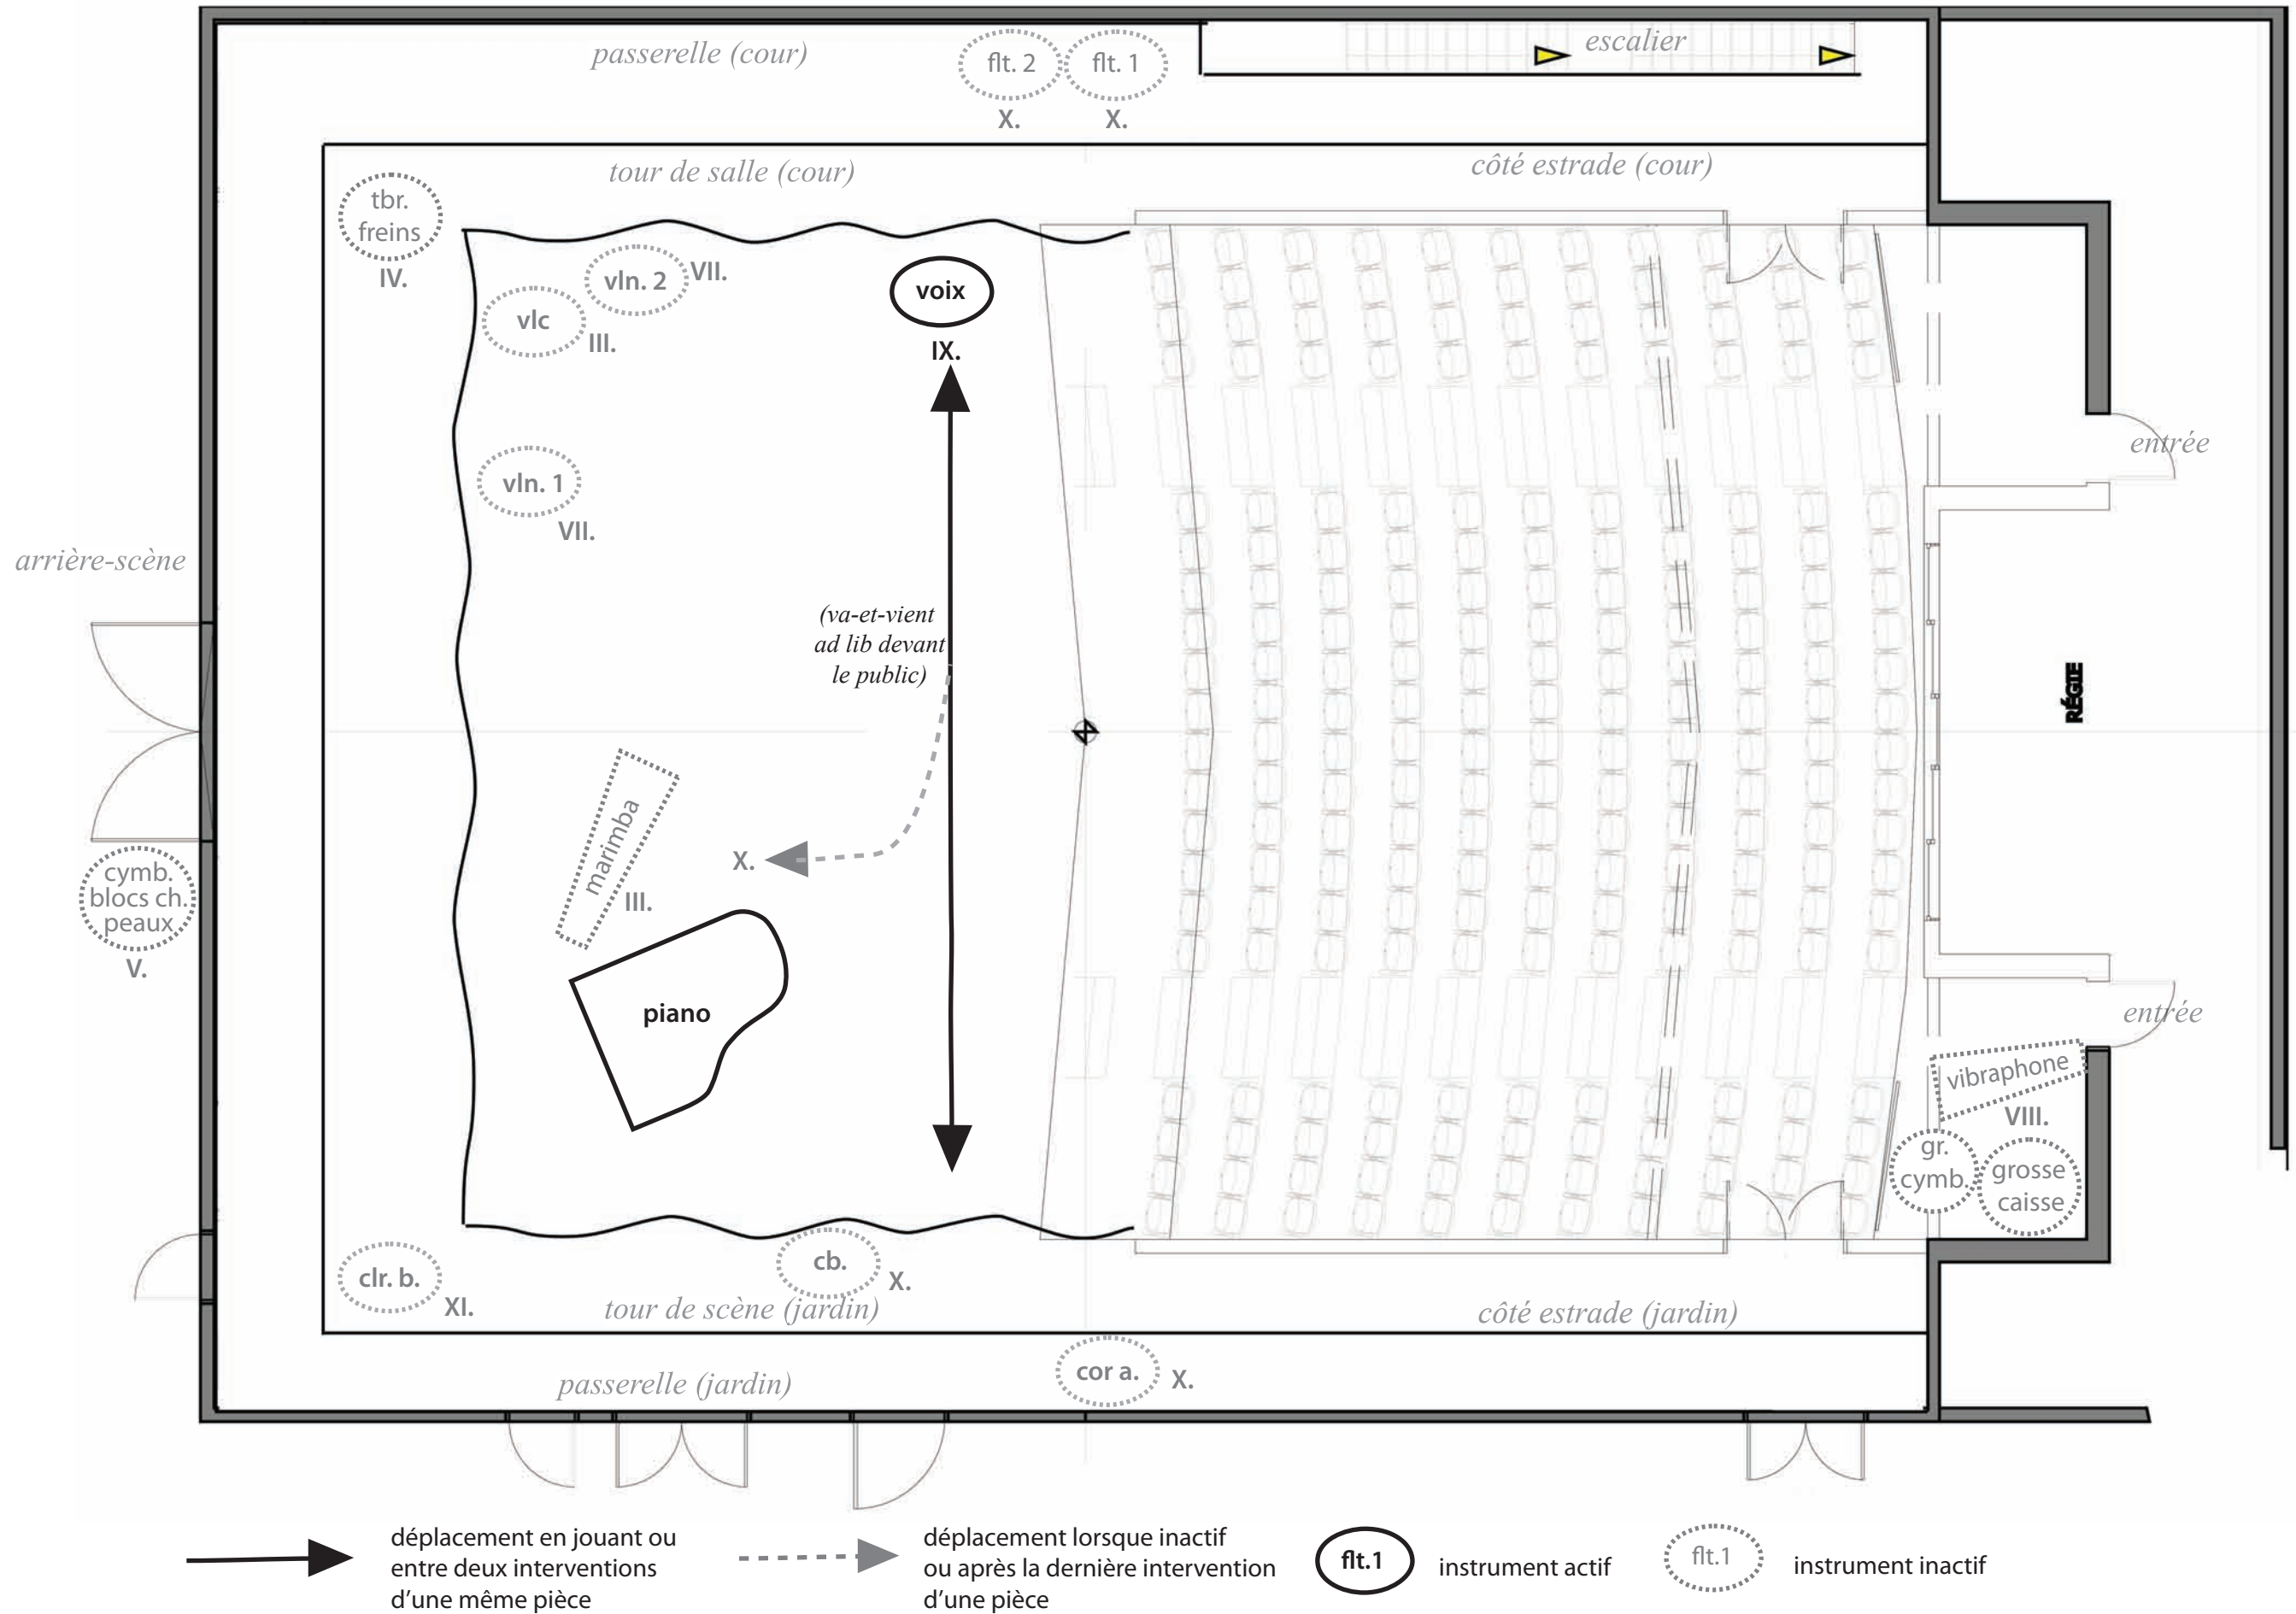 passerelle (cour)
flt. 2
flt. 1
X.
X.
escalier
tour de salle (cour)
côté estrade (cour)
tbr.
freins
IV.
vln. 2
VII.
vlc
III.
voix
IX.
vln. 1
VII.
entrée
arrière-scène
(va-et-vient
ad lib devant
le public)
RÉGIE
marimba
III.
X.
cymb.
blocs ch.
peaux
V.
piano
entrée
vibraphone
VIII.
gr.
cymb.
grosse
caisse
clr. b.
XI.
cb.
X.
tour de scène (jardin)
côté estrade (jardin)
cor a.
X.
passerelle (jardin)
déplacement en jouant ou
entre deux interventions
d'une même pièce
déplacement lorsque inactif
ou après la dernière intervention
d'une pièce
flt.1
instrument actif
flt.1
instrument inactif